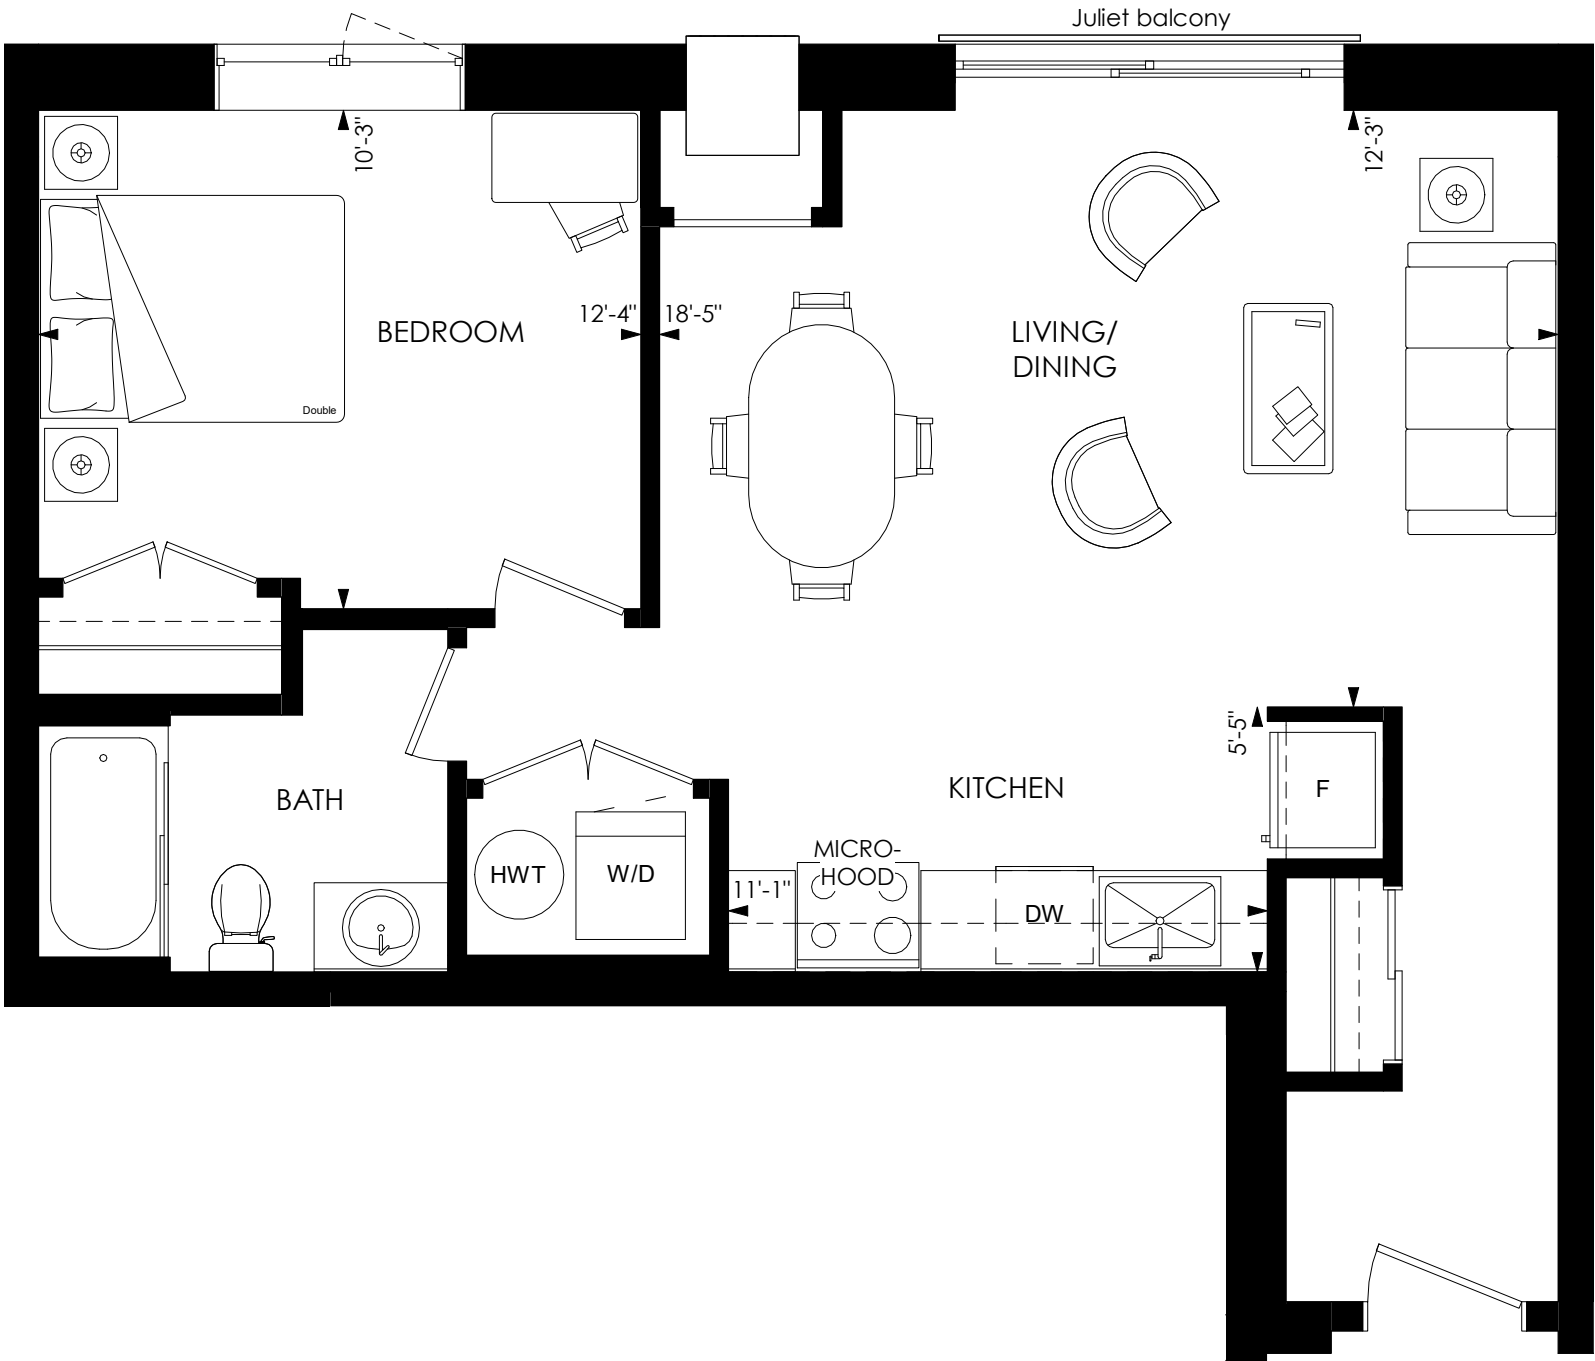 Juliet balcony
10'-3"
12'-3"
12'-4"
18'-5"
BEDROOM
LIVING/
DINING
Double
5'-5"
KITCHEN
F
BATH
MICRO-
HOOD
HWT
W/D
11'-1"
DW